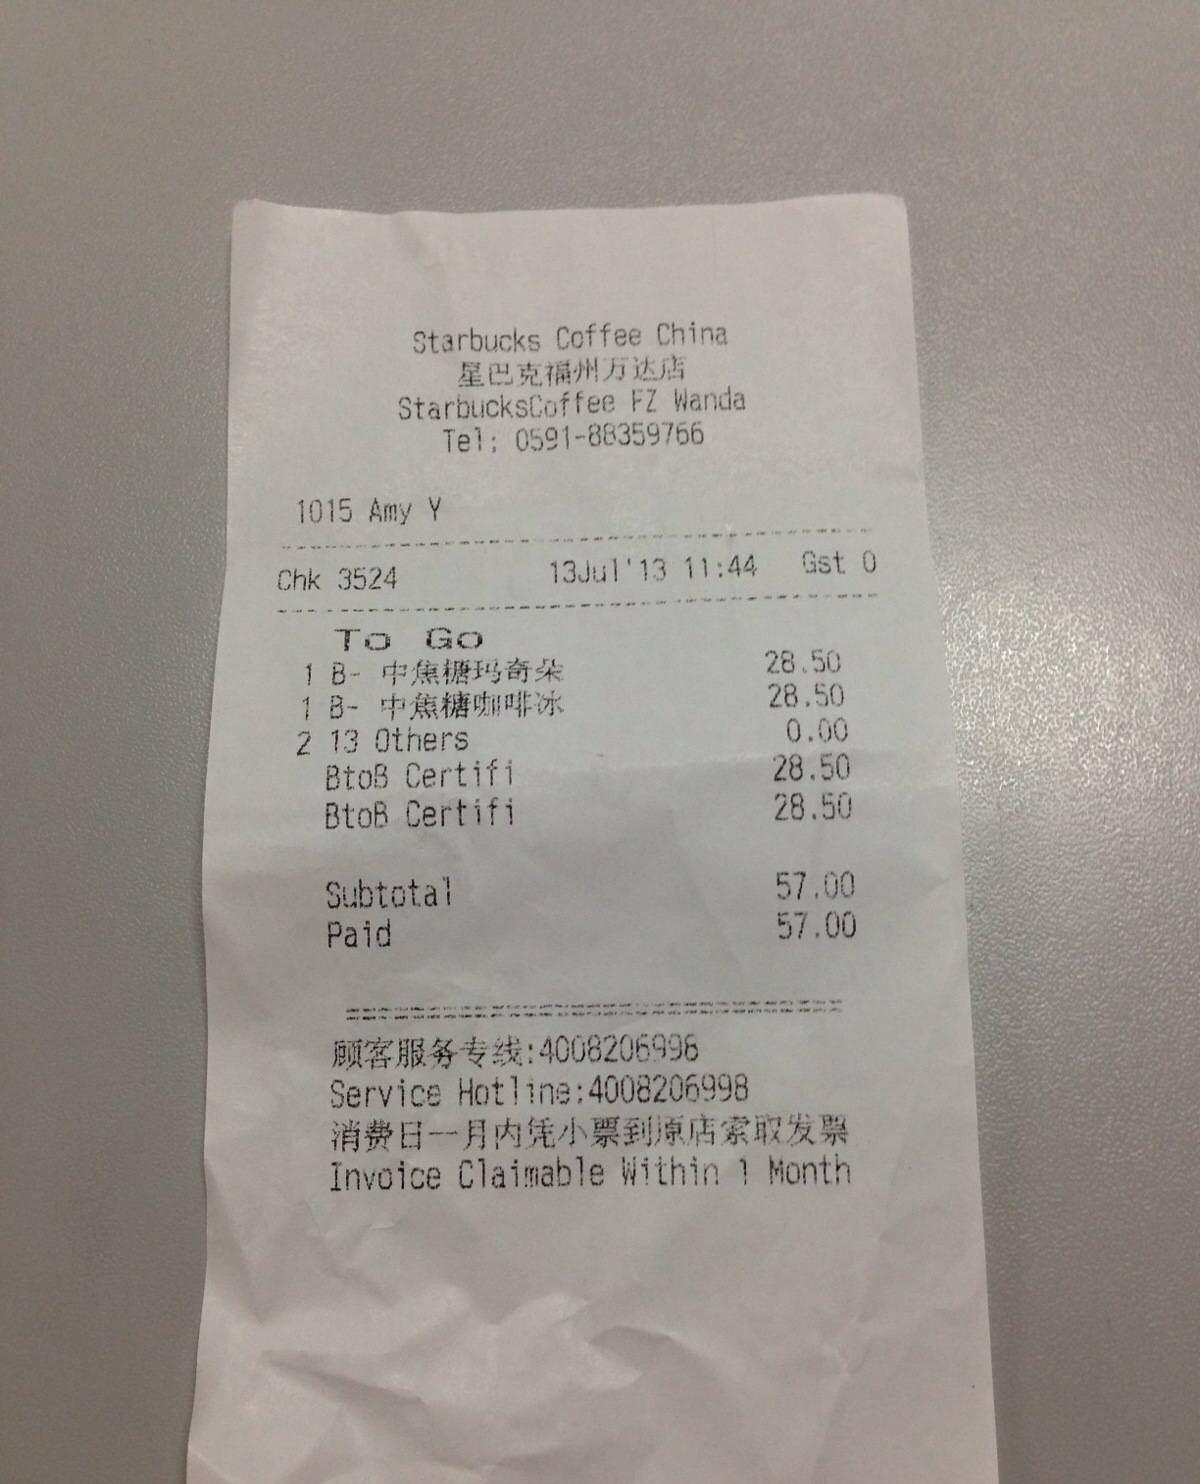 Starbucks Coffee China
星巴克福州万达店
StarbucksCoffee FZ Wanda
Tel: 0591-88359766
1015 Amy Y
Chk 3524 13Jul'13 11:44 Gst 0
To Go
1 B- 中焦糖玛奇朵 28.50
1 B- 中焦糖咖啡冰 28.50
2 13 Others 0.00
BtoB Certifi 28.50
BtoB Certifi 28.50
Subtotal 57.00
Paid 57.00
顾客服务专线:4008206998
Service Hotline:4008206998
消费日一月内凭小票到原店索取发票
Invoice Claimable Within 1 Month